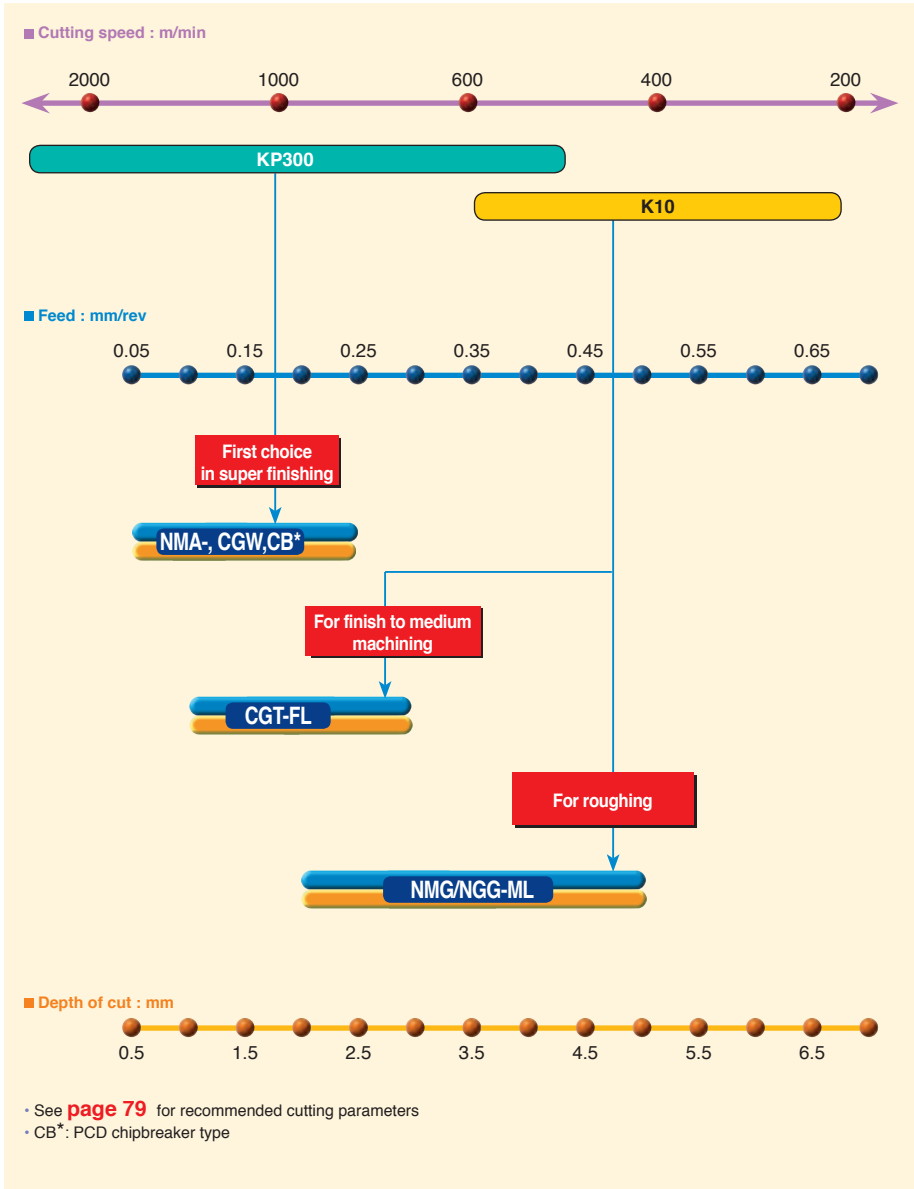 Cutting speed : m/min
2000 1000 600 400 200
KP300
K10
Feed : mm/rev
0.05 0.15 0.25 0.35 0.45 0.55 0.65
First choice
in super finishing
NMA-, CGW,CB*
For finish to medium
machining
CGT-FL
For roughing
NMG/NGG-ML
Depth of cut : mm
0.5 1.5 2.5 3.5 4.5 5.5 6.5
• See page 79 for recommended cutting parameters
• CB*: PCD chipbreaker type